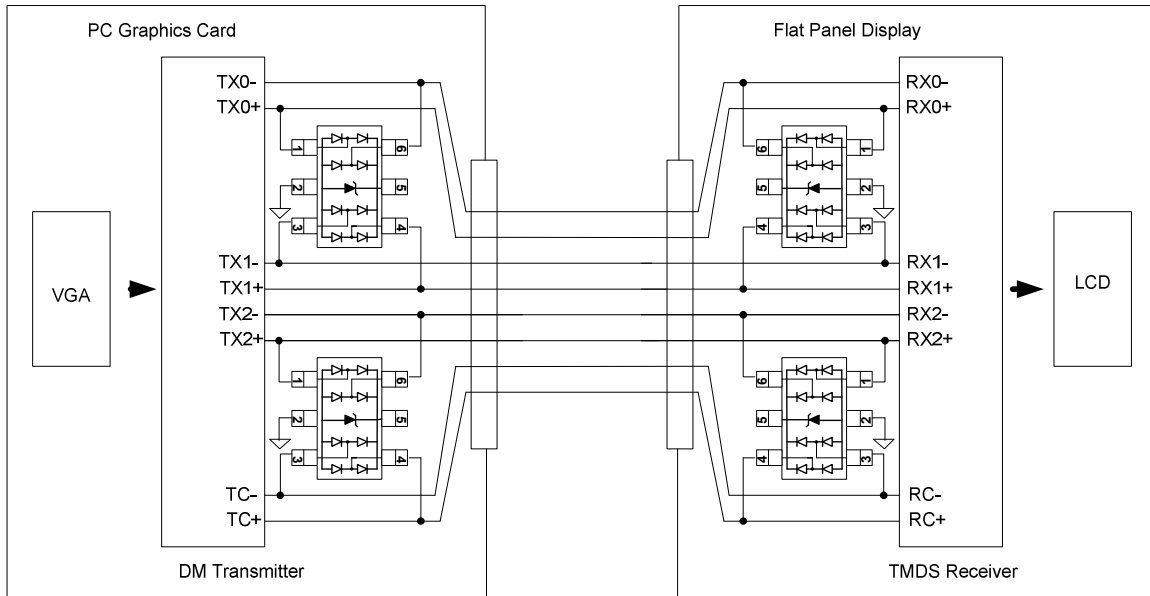 PC Graphics Card
Flat Panel Display
TX0-
TX0+
1
6
2
5
3
4
TX1-
TX1+
TX2-
TX2+
1
6
2
5
3
4
TC-
TC+
VGA
DM Transmitter
RX0-
RX0+
6
1
5
2
4
3
RX1-
RX1+
RX2-
RX2+
6
1
5
2
4
3
RC-
RC+
LCD
TMDS Receiver